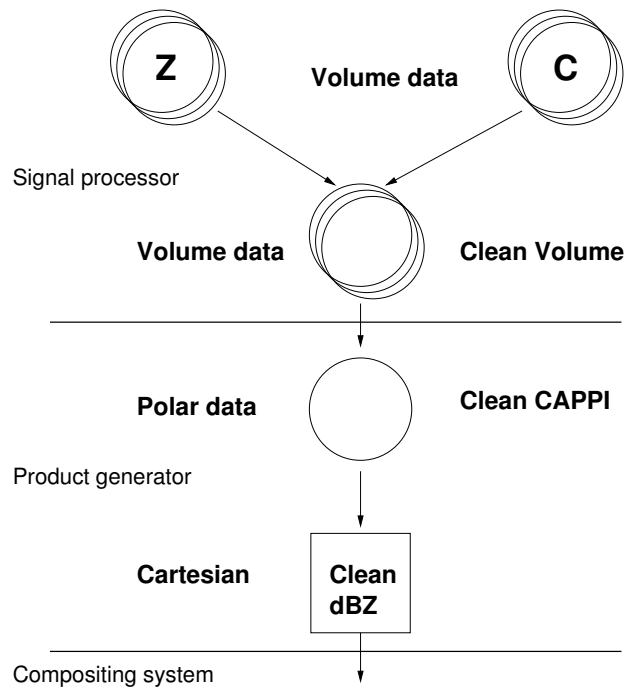 Z
Volume data
C
Signal processor
Volume data
Clean Volume
Polar data
Clean CAPPI
Product generator
Cartesian
Clean
dBZ
Compositing system